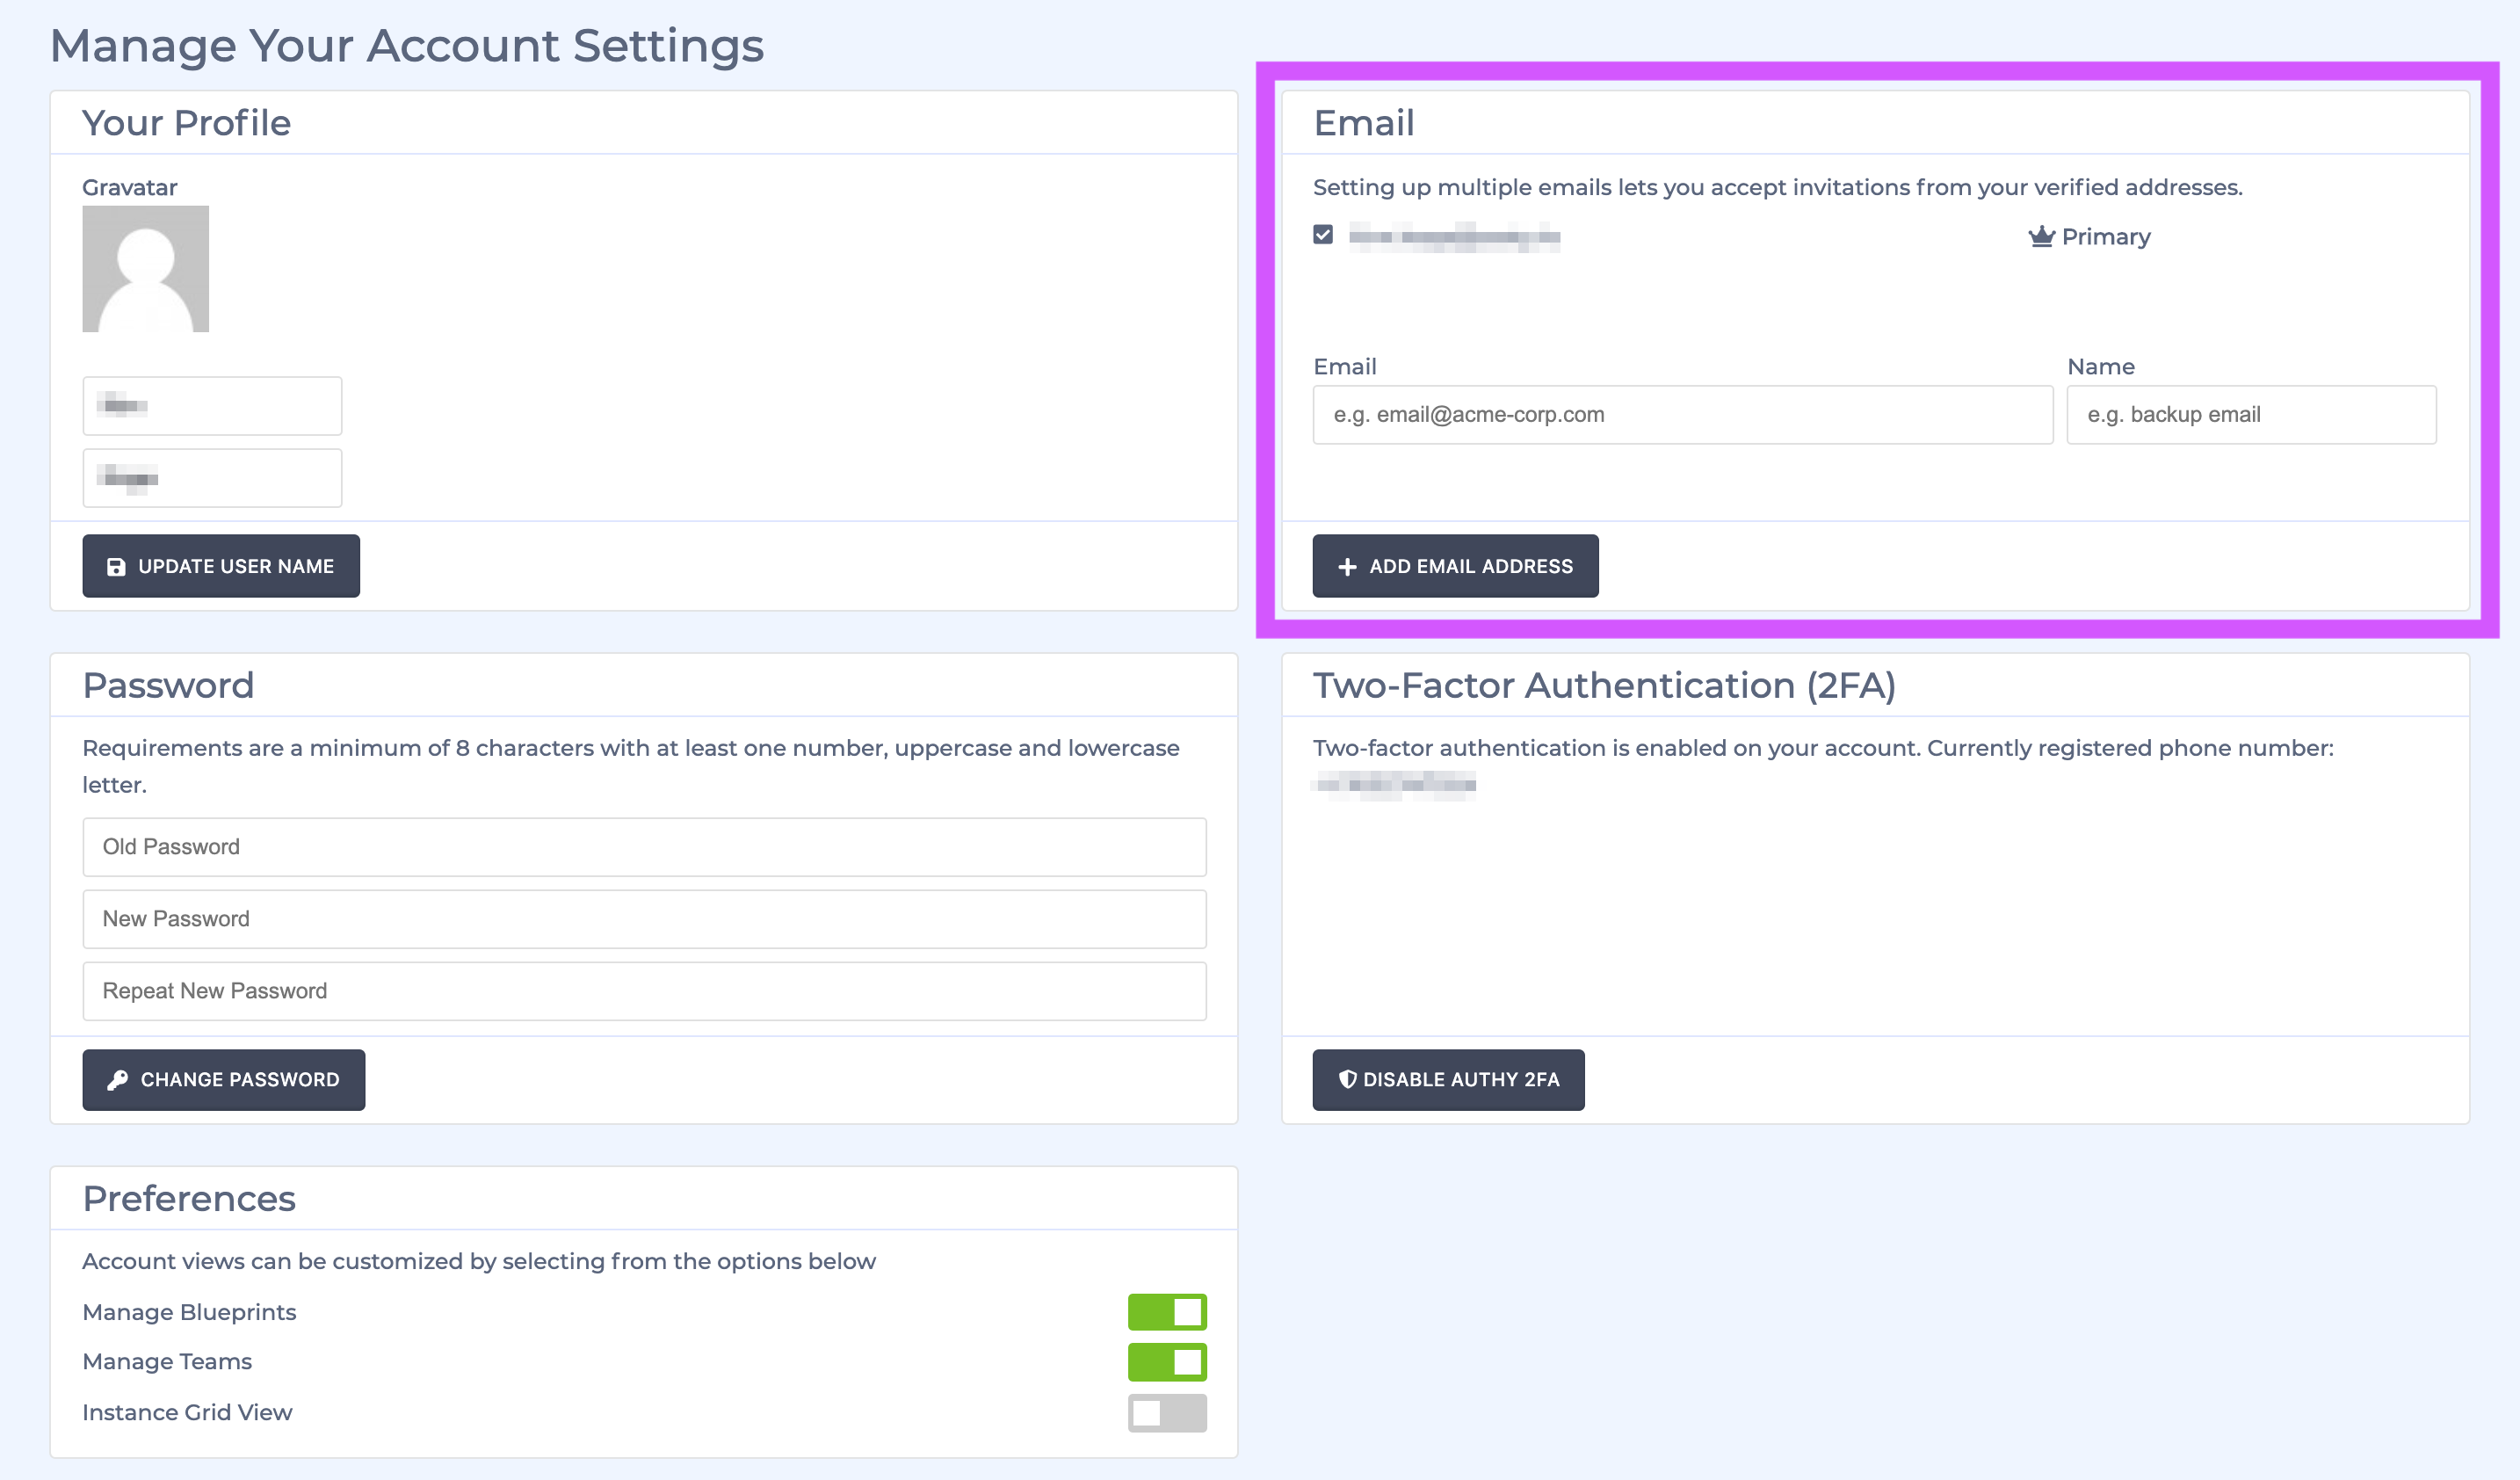 Manage Your Account Settings
Your Profile
Gravatar
UPDATE USER NAME
Email
Setting up multiple emails lets you accept invitations from your verified addresses.
Primary
Email
Name
e.g. email@acme-corp.com
e.g. backup email
ADD EMAIL ADDRESS
Password
Requirements are a minimum of 8 characters with at least one number, uppercase and lowercase
letter.
Old Password
New Password
Repeat New Password
CHANGE PASSWORD
Two-Factor Authentication (2FA)
Two-factor authentication is enabled on your account. Currently registered phone number:
DISABLE AUTHY 2FA
Preferences
Account views can be customized by selecting from the options below
Manage Blueprints
Manage Teams
Instance Grid View